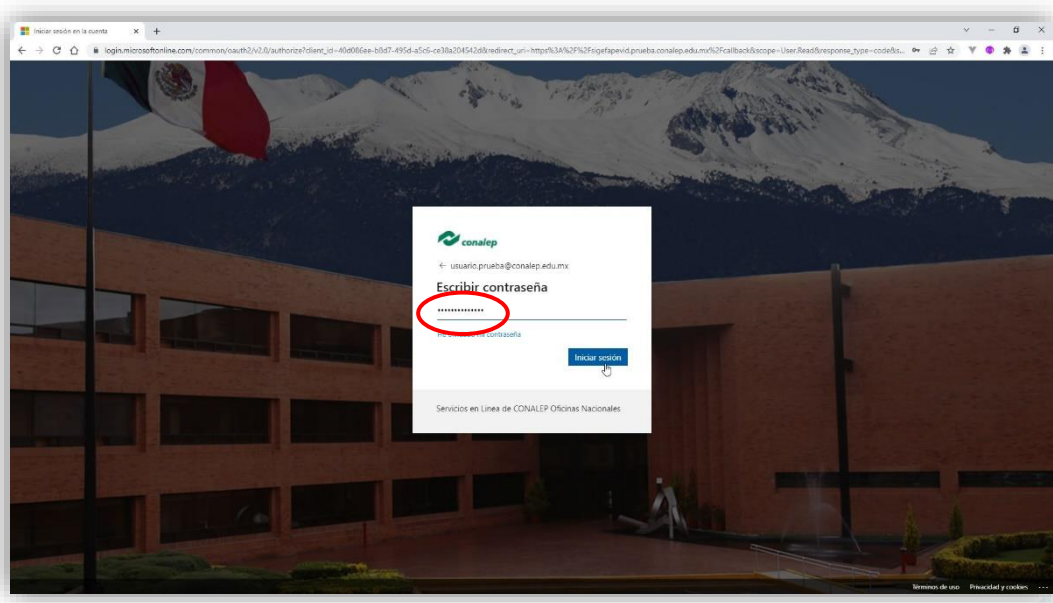 Iniciar sesión en la cuenta
login.microsoftonline.com/common/oauth2/v2.0/authorize?client_id=40d086ee-b8d7-495d-a5c6-ce38a204542d&redirect_uri=https%3A%2F%2Fsigefapevid.prueba.conalep.edu.mx%2Fcallback&scope=User.Read&response_type=code&s...
conalep
← usuario.prueba@conalep.edu.mx
Escribir contraseña
••••••••••••••
contraseña
Iniciar sesión
Servicios en Linea de CONALEP Oficinas Nacionales
Términos de uso Privacidad y cookies ...